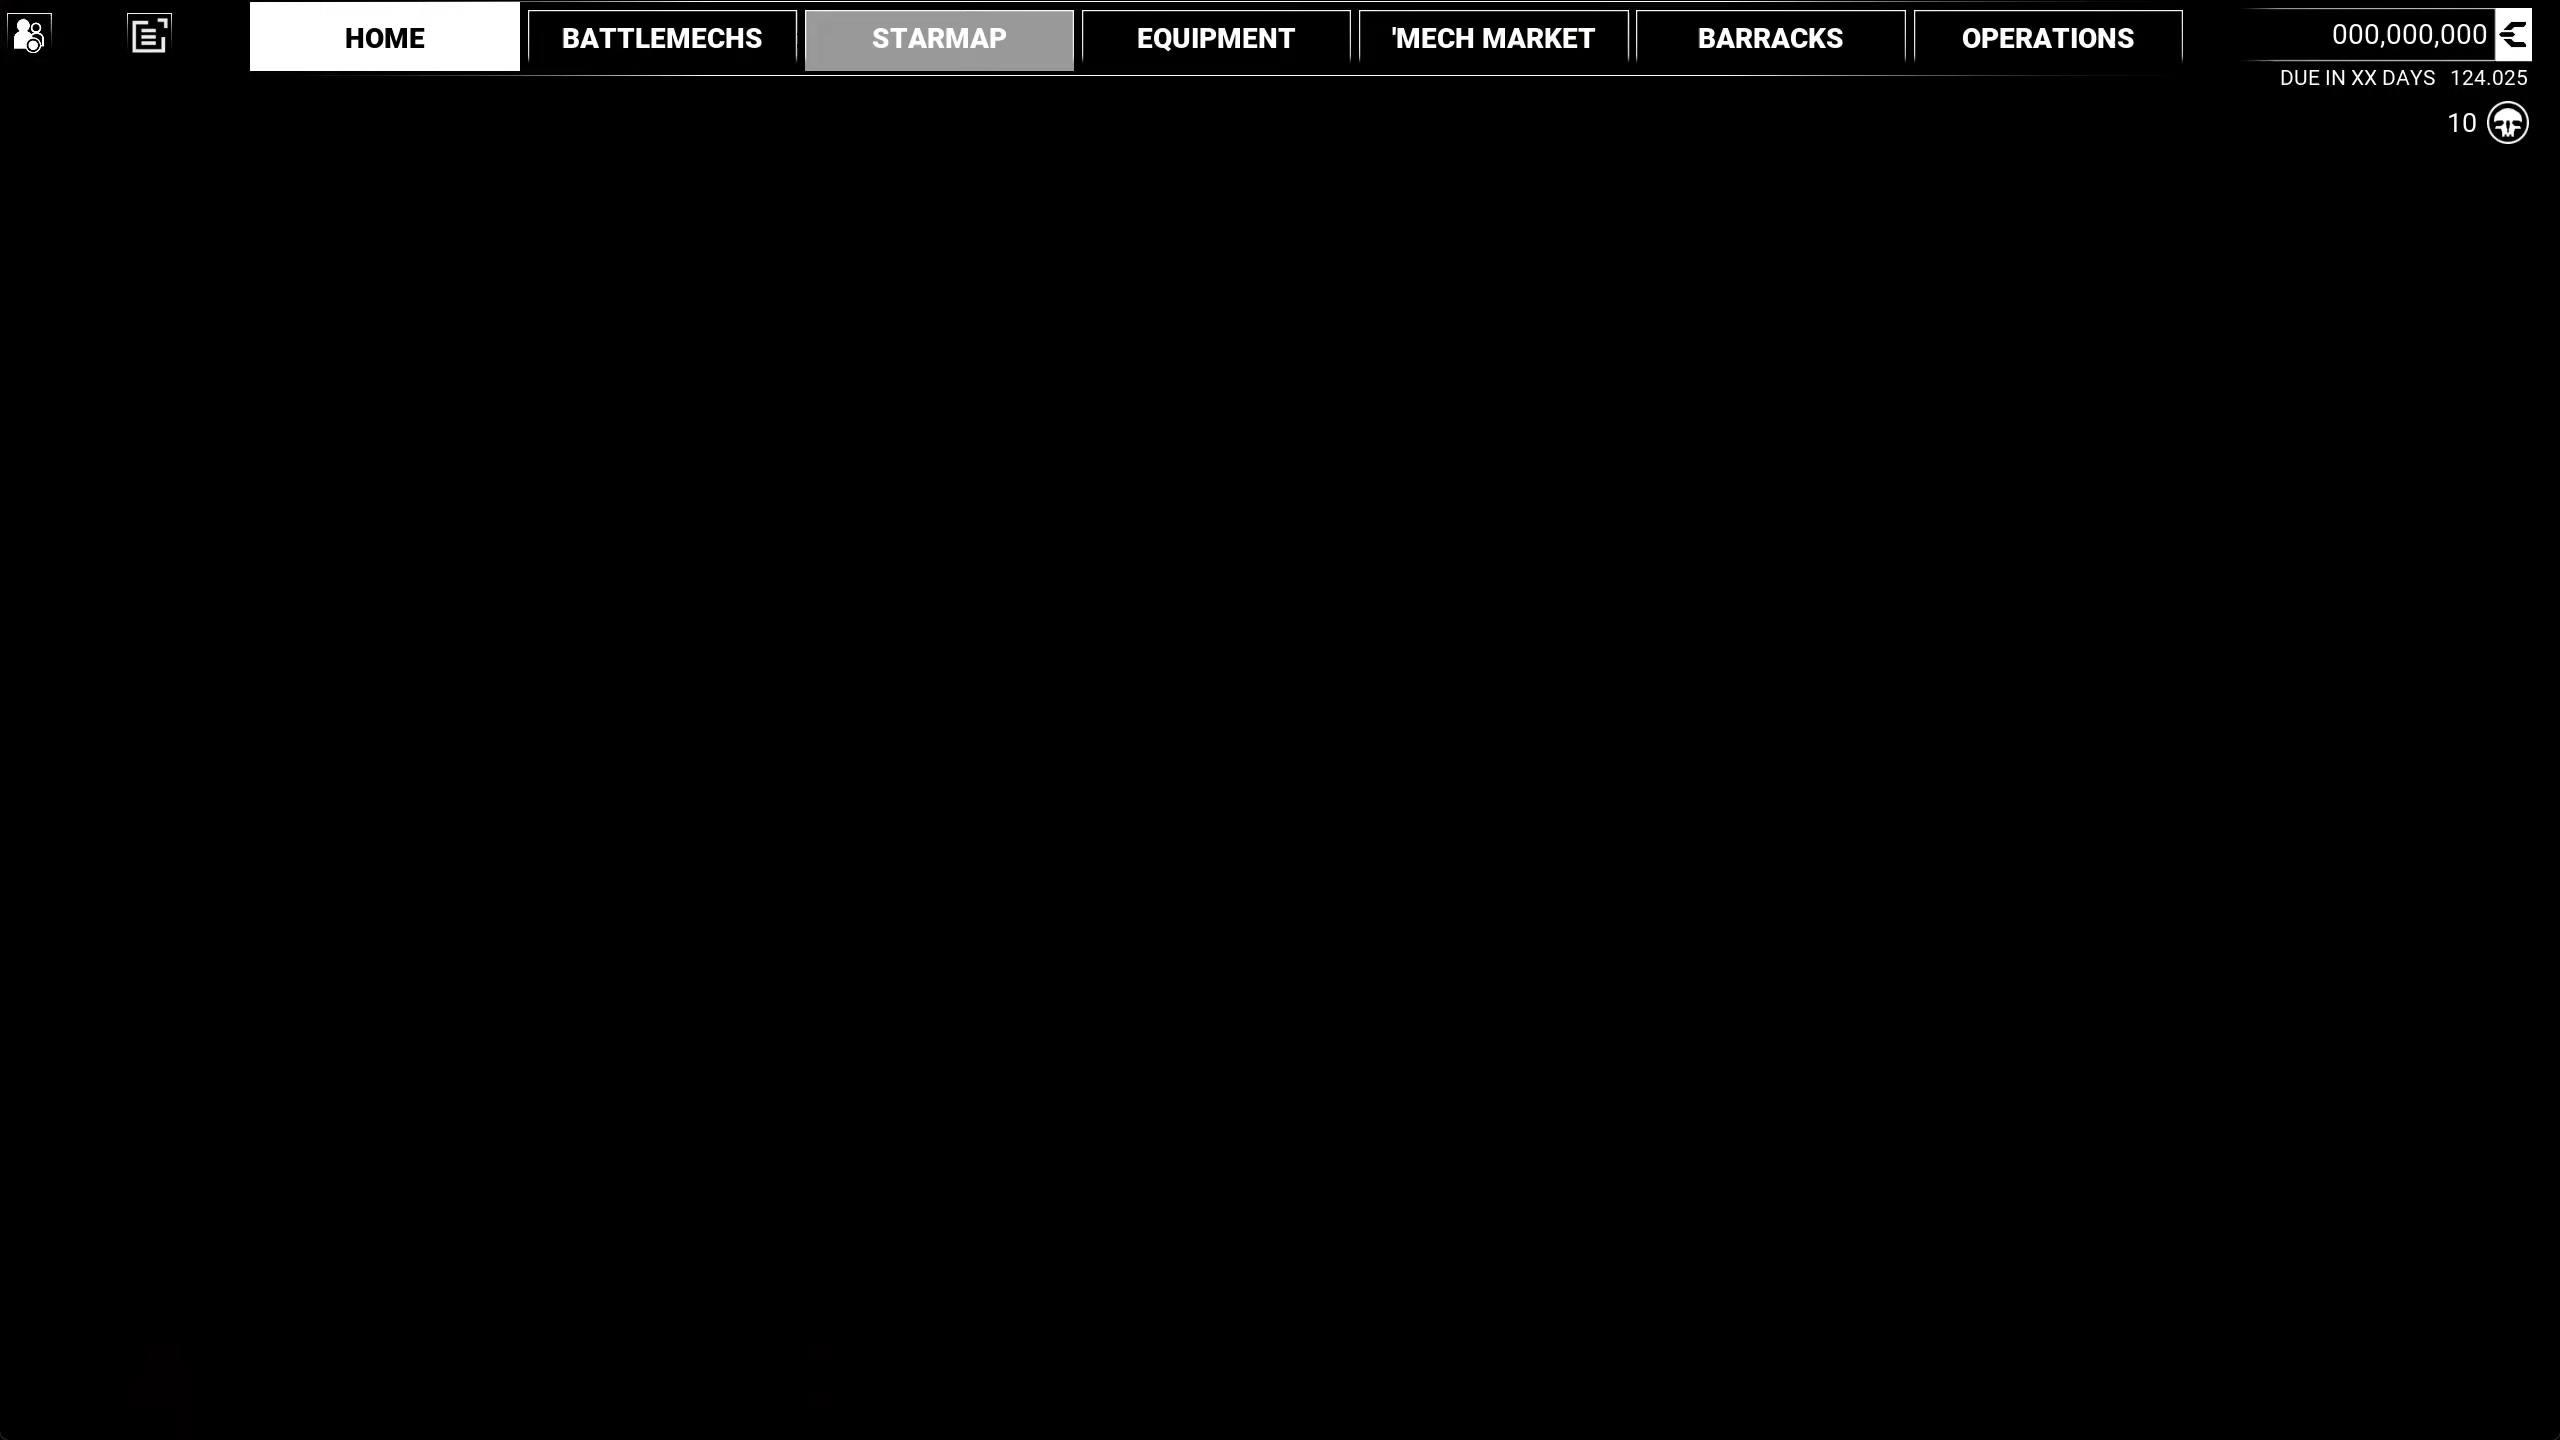 HOME
BATTLEMECHS
STARMAP
EQUIPMENT
'MECH MARKET
BARRACKS
OPERATIONS
000,000,000
DUE IN XX DAYS 124.025
10